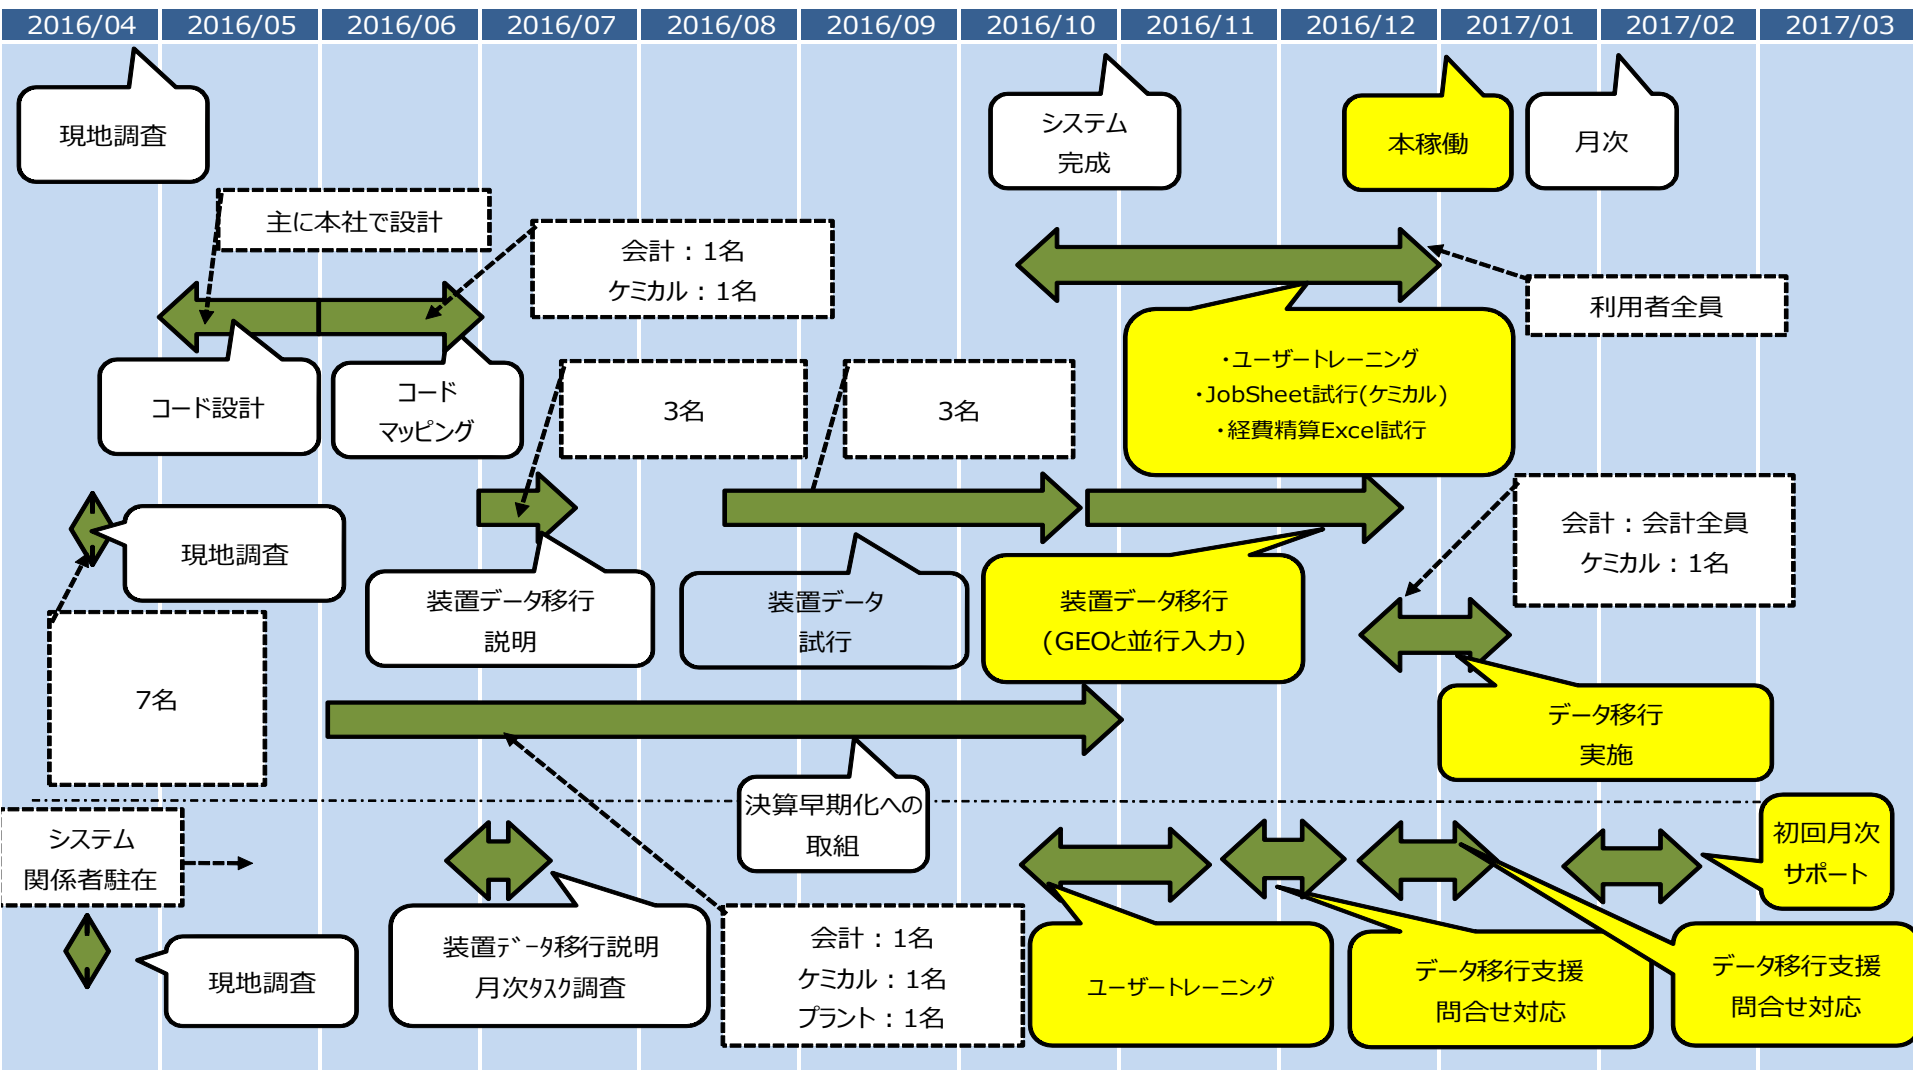 2016/04
2016/05
2016/06
2016/07
2016/08
2016/09
2016/10
2016/11
2016/12
2017/01
2017/02
2017/03
現地調査
システム
完成
本稼働
月次
主に本社で設計
会計：1名
ケミカル：1名
利用者全員
コード設計
コード
マッピング
3名
3名
・ユーザートレーニング
・JobSheet試行(ケミカル)
・経費精算Excel試行
現地調査
装置データ移行
説明
装置データ
試行
装置データ移行
(GEOと並行入力)
会計：会計全員
ケミカル：1名
7名
データ移行
実施
決算早期化への
取組
システム
関係者駐在
初回月次
サポート
現地調査
装置ﾃﾞｰﾀ移行説明
月次ﾀｽｸ調査
会計：1名
ケミカル：1名
プラント：1名
ユーザートレーニング
データ移行支援
問合せ対応
データ移行支援
問合せ対応